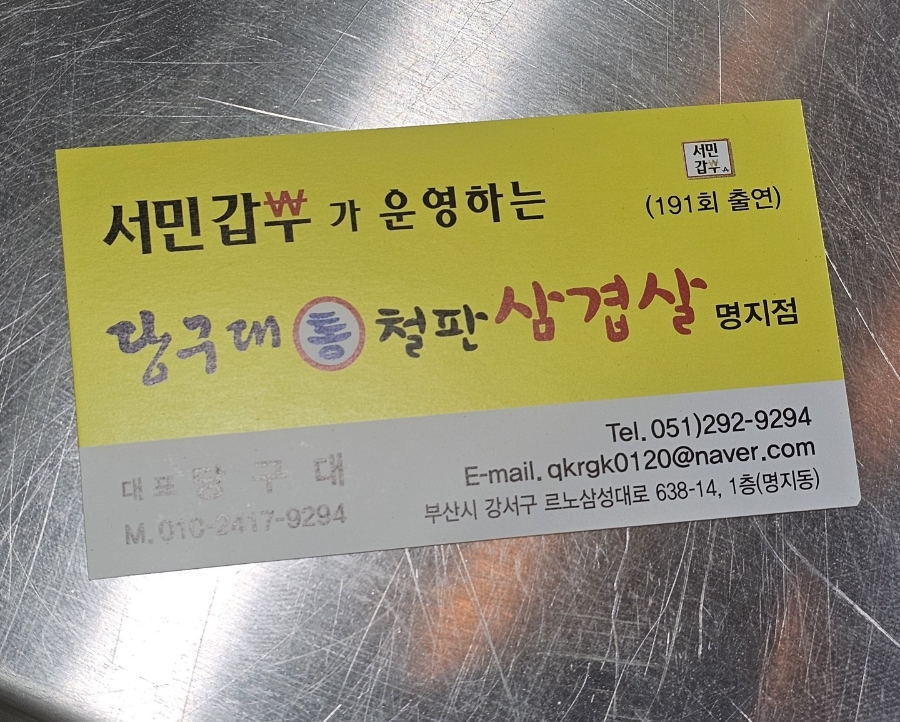 서민
갑부
(191회 출연)
서민갑부가 운영하는
당구대 통 철판 삼겹살 명지점
Tel. 051)292-9294
E-mail. qkrgk0120@naver.com
부산시 강서구 르노삼성대로 638-14, 1층(명지동)
대표 당구대
M. 010-2417-9294